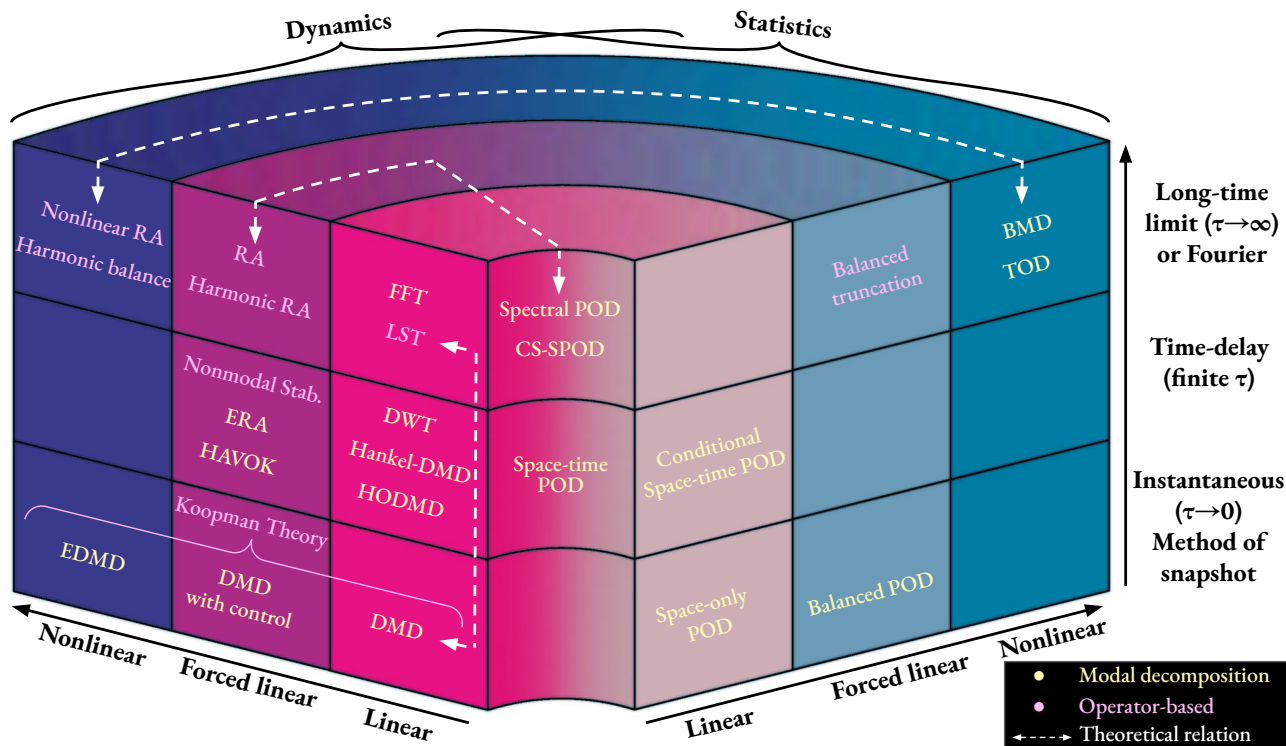 Dynamics
Statistics
Nonlinear RA
Harmonic balance
RA
Harmonic RA
FFT
LST
Spectral POD
CS-SPOD
Balanced
truncation
BMD
TOD
Long-time
limit (τ→∞)
or Fourier
Nonmodal Stab.
ERA
HAVOK
DWT
Hankel-DMD
HODMD
Space-time
POD
Conditional
Space-time POD
Time-delay
(finite τ)
Koopman Theory
EDMD
DMD
with control
DMD
Space-only
POD
Balanced POD
Instantaneous
(τ→0)
Method of
snapshot
Nonlinear
Forced linear
Linear
Linear
Forced linear
Nonlinear
Modal decomposition
Operator-based
Theoretical relation